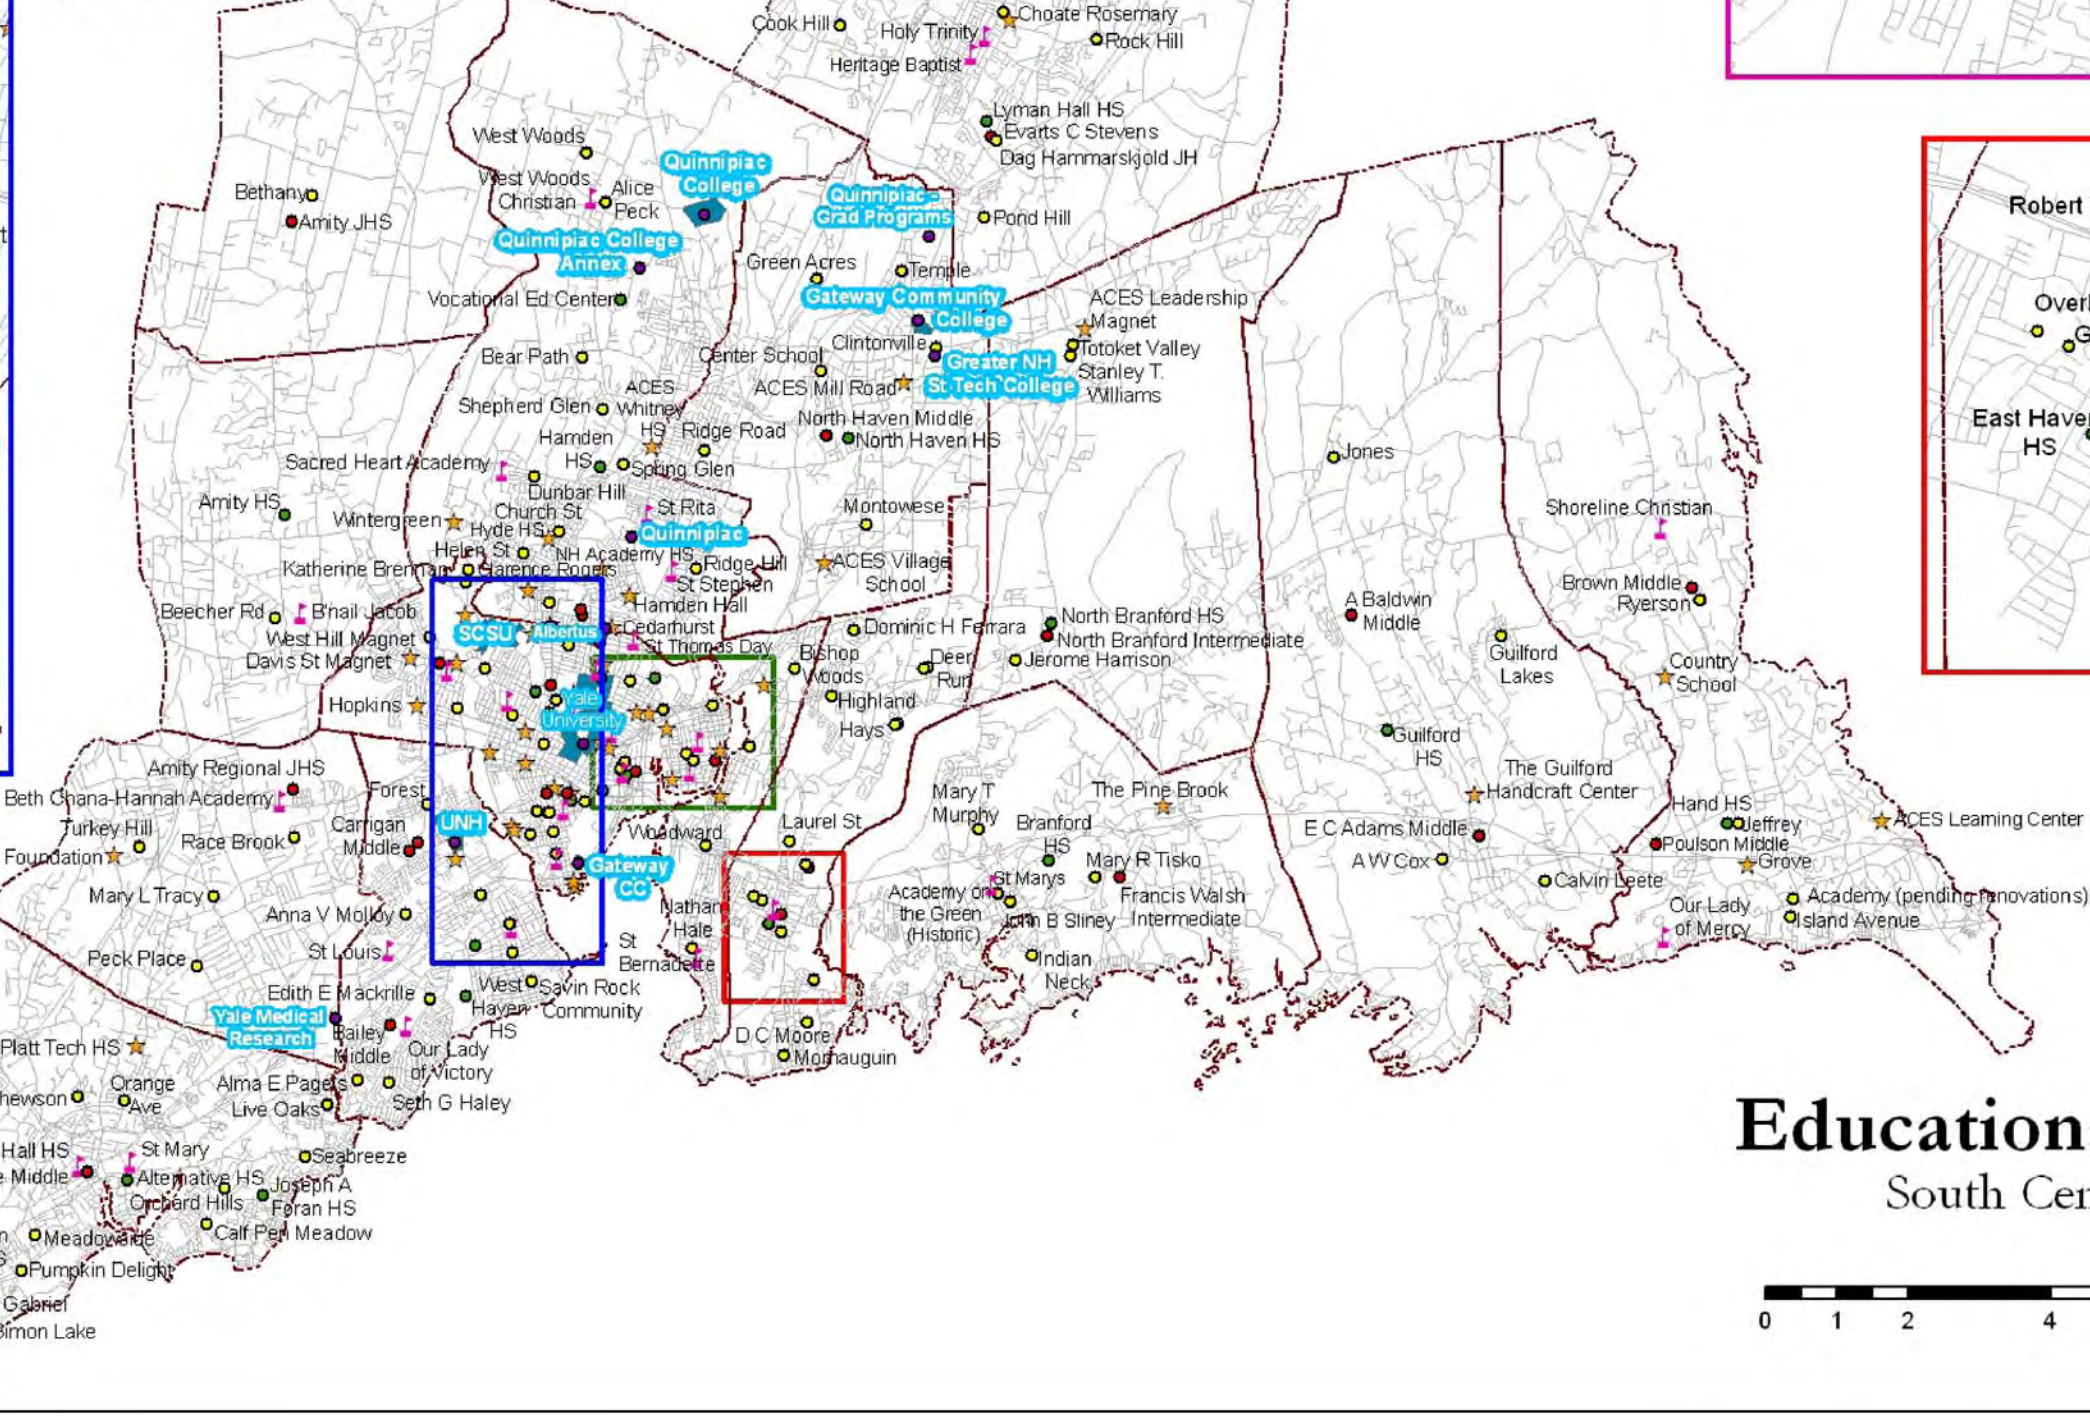 Cook Hill
Choate Rosemary
Holy Trinity
Rock Hill
Heritage Baptist
Lyman Hall HS
Evarts C Stevens
Dag Hammarskjold JH
West Woods
Quinnipiac
College
West Woods
Christian
Alice
Peck
Bethany
Amity JHS
Quinnipiac -
Grad Programs
Pond Hill
Robert
Quinnipiac College
Annex
Green Acres
Temple
Vocational Ed Center
Gateway Community
College
ACES Leadership
Magnet
Bear Path
Center School
Clintonville
Totoket Valley
Stanley T.
Williams
Greater NH
St Tech College
ACES Mill Road
ACES
Whitney
HS
Shepherd Glen
North Haven Middle
North Haven HS
East Haven
HS
Hamden
HS
Ridge Road
Spring Glen
Jones
Sacred Heart Academy
Dunbar Hill
Amity HS
Wintergreen
Church St
Hyde HS
St Rita
Montowese
Shoreline Christian
Quinnipiac
Helen St
NH Academy HS
Katherine Brennan
Clarence Rogers
Ridge Hill
St Stephen
ACES Village
School
Hamden Hall
Beecher Rd
B'nail Jacob
Brown Middle
Ryerson
A Baldwin
Middle
West Hill Magnet
SCSU
Albertus
Cedarhurst
Dominic H Ferrara
North Branford HS
North Branford Intermediate
Davis St Magnet
St Thomas Day
Bishop
Woods
Deer
Run
Jerome Harrison
Guilford
Lakes
Country
School
Hopkins
Yale
University
Highland
Hays
Guilford
HS
Amity Regional JHS
Beth Chana-Hannah Academy
Forest
Mary T
Murphy
The Pine Brook
The Guilford
Handcraft Center
Turkey Hill
Race Brook
Carrigan
Middle
UNH
Woodward
Laurel St
Branford
HS
E C Adams Middle
Hand HS
Jeffrey
ACES Learning Center
Foundation
Gateway
CC
Mary R Tisko
A W Cox
Poulson Middle
Grove
Mary L Tracy
Anna V Molloy
Nathan
Hale
Academy on
the Green
(Historic)
St Marys
John B Sliney
Francis Walsh
Intermediate
Calvin Leete
Academy (pending renovations)
Island Avenue
Our Lady
of Mercy
Peck Place
St Louis
St
Bernadette
Indian
Neck
Edith E Mackrille
West
Haven
HS
Savin Rock
Community
Yale Medical
Research
Bailey
Middle
D C Moore
Momauguin
Platt Tech HS
Our Lady
of Victory
Orange
Ave
Alma E Pagels
Live Oaks
Seth G Haley
Education
South Cen
Hall HS
Middle
St Mary
Seabreeze
Alternative HS
Orchard Hills
Joseph A
Foran HS
Meadowside
Calf Pen Meadow
Pumpkin Delight
Gabriel
Simon Lake
0 1 2 4